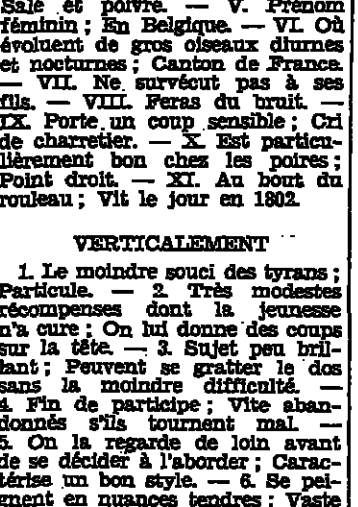 Sale et poivre. — V. Prénom
féminin ; En Belgique. — VI. Où
évoluent de gros oiseaux diurnes
et nocturnes ; Canton de France.
— VII. Ne survécut pas à ses
fils. — VIII. Feras du bruit. —
IX. Porte un coup sensible ; Cri
de charretier. — X. Est particu-
lièrement bon chez les poires ;
Point droit. — XI. Au bout du
rouleau ; Vit le jour en 1802.
VERTICALEMENT
1. Le moindre souci des tyrans ;
Particule. — 2. Très modestes
récompenses dont la jeunesse
n'a cure ; On lui donne des coups
sur la tête. — 3. Sujet peu bril-
lant ; Peuvent se gratter le dos
sans la moindre difficulté. —
4. Fin de participe ; Vite aban-
donnés s'ils tournent mal. —
5. On la regarde de loin avant
de se décider à l'aborder ; Carac-
térise un bon style. — 6. Se pei-
gnent en nuances tendres ; Vaste